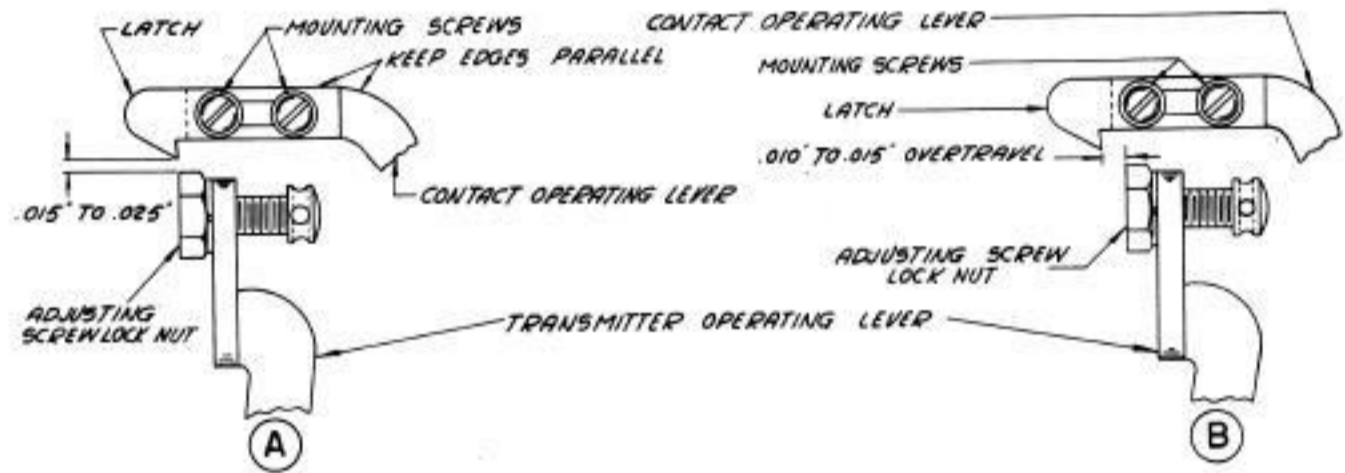 LATCH
MOUNTING SCREWS
KEEP EDGES PARALLEL
.015" TO .025"
CONTACT OPERATING LEVER
ADJUSTING
SCREW LOCK NUT
TRANSMITTER OPERATING LEVER
A
CONTACT OPERATING LEVER
MOUNTING SCREWS
LATCH
.010" TO .015" OVERTRAVEL
ADJUSTING SCREW
LOCK NUT
B